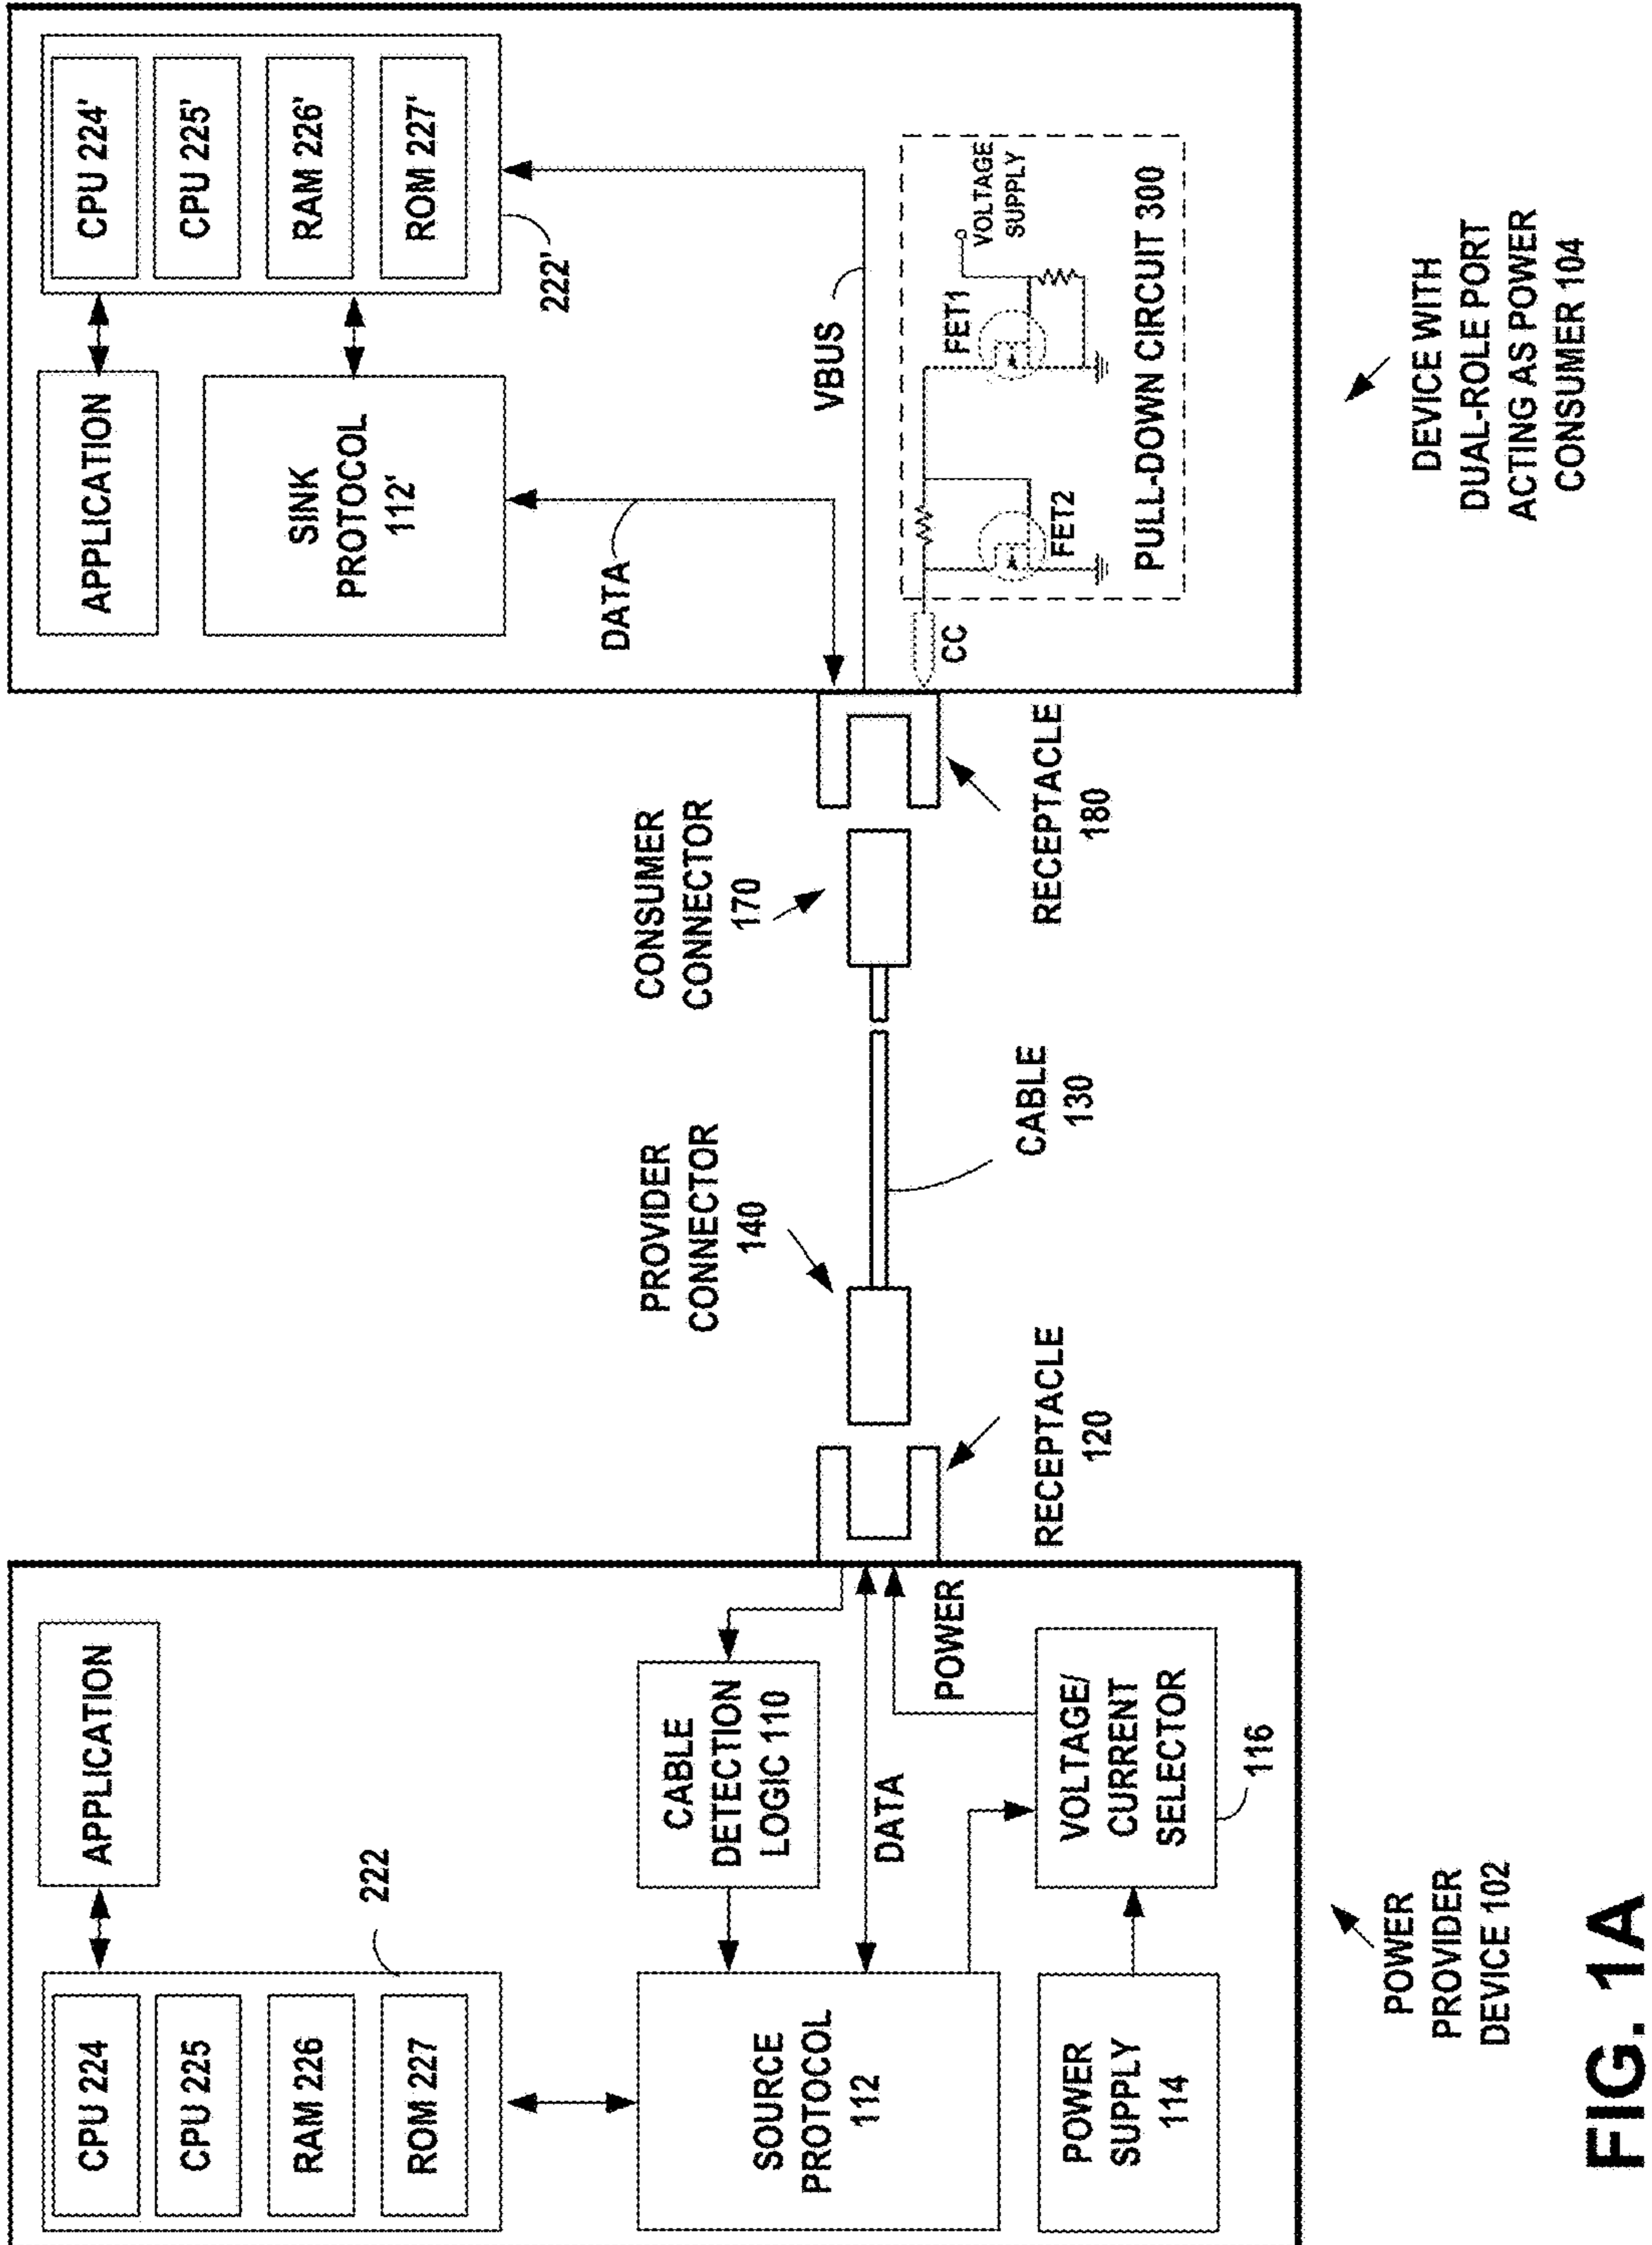 CPU 224
CPU 225
RAM 226
ROM 227
222
APPLICATION
SOURCE
PROTOCOL
112
CABLE
DETECTION
LOGIC 110
DATA
POWER
POWER
SUPPLY
114
VOLTAGE/
CURRENT
SELECTOR
116
POWER
PROVIDER
DEVICE 102
RECEPTACLE
120
PROVIDER
CONNECTOR
140
CABLE
130
CONSUMER
CONNECTOR
170
RECEPTACLE
180
APPLICATION
SINK
PROTOCOL
112'
CPU 224'
CPU 225'
RAM 226'
ROM 227'
222'
DATA
VBUS
CC
FET2
FET1
VOLTAGE
SUPPLY
PULL-DOWN CIRCUIT 300
DEVICE WITH
DUAL-ROLE PORT
ACTING AS POWER
CONSUMER 104
FIG. 1A